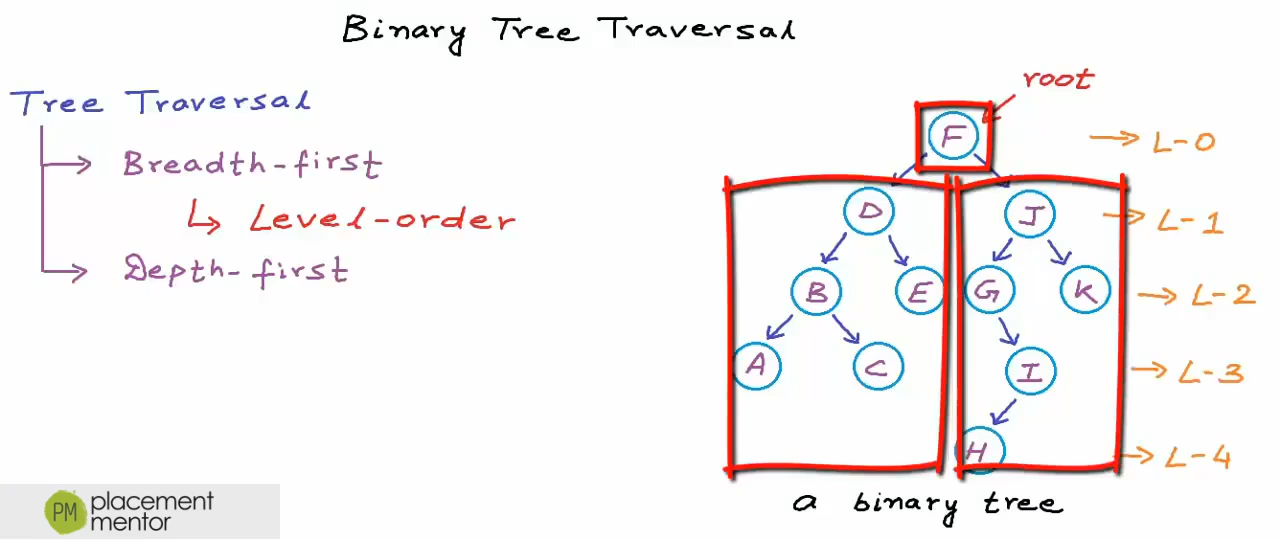 Binary Tree Traversal
root
Tree Traversal
F
L-0
Breadth-first
Level-order
D
J
L-1
Depth-first
B
E
G
K
L-2
A
C
I
L-3
H
L-4
a binary tree
PM
placement
mentor